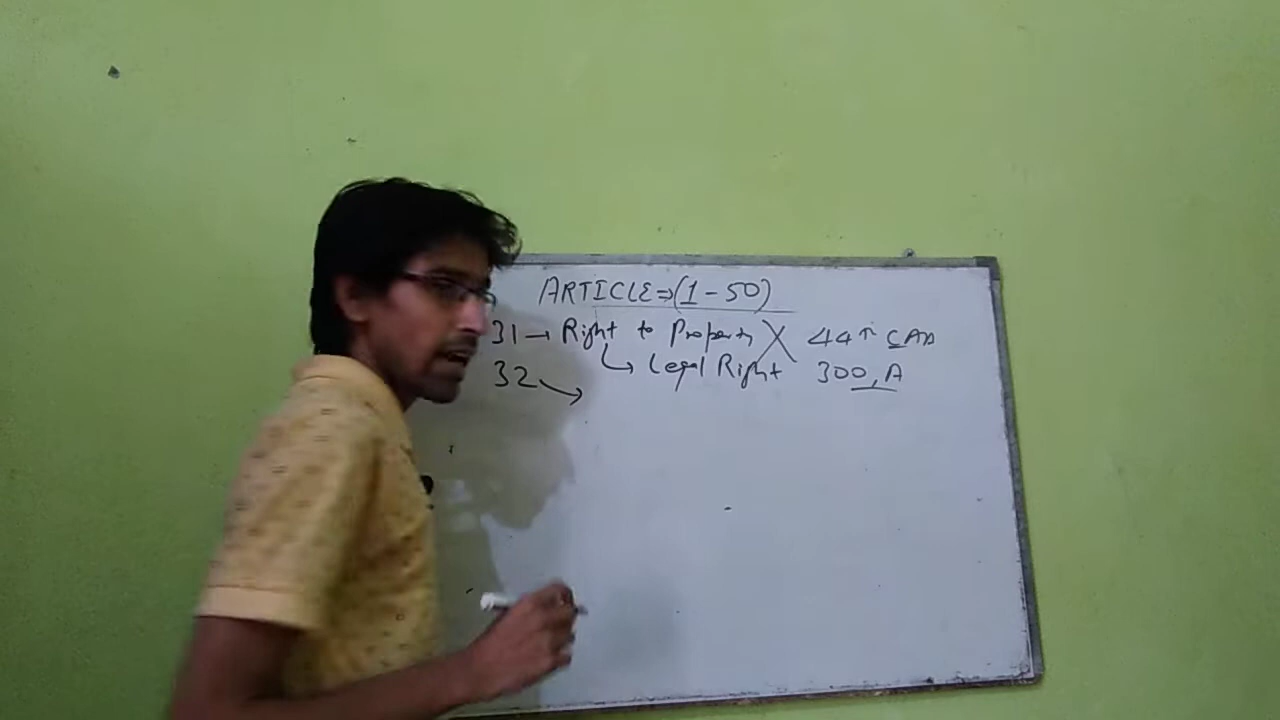 ARTICLE⇒(1-50)
31→ Right to Property X 44th CAA
↳ Legal Right 300,A
32→